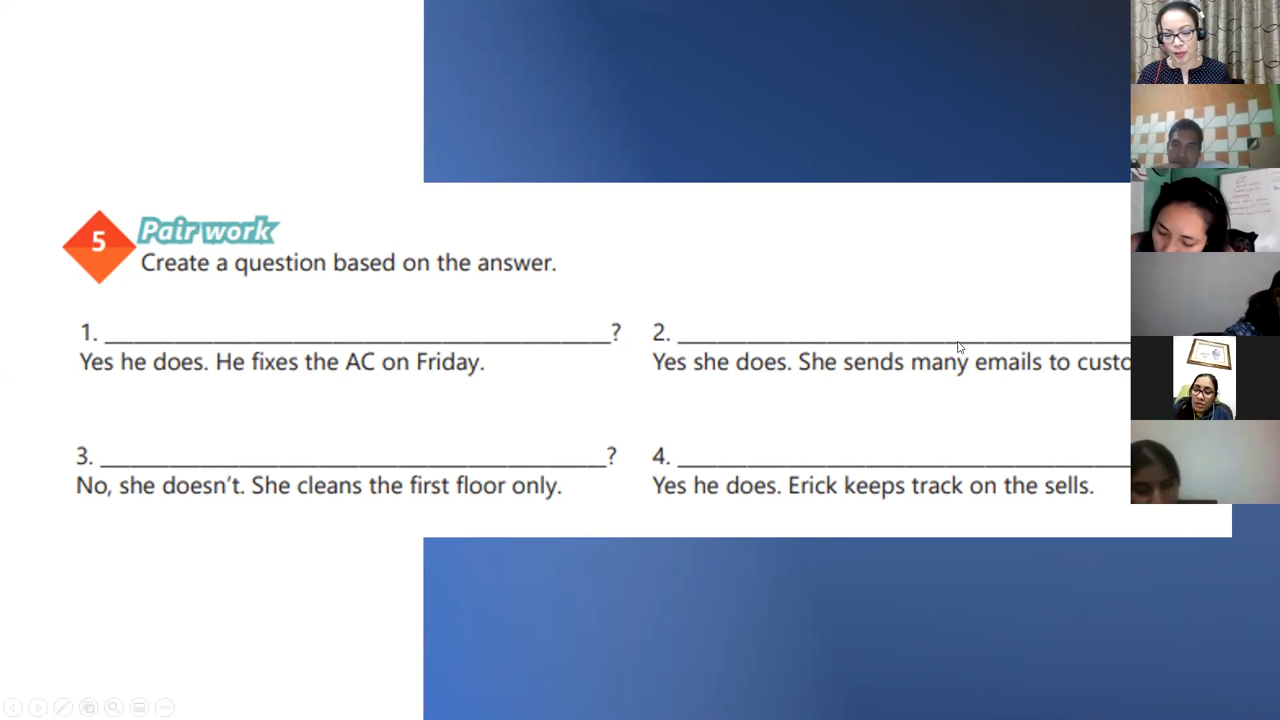 5
Pair work
Create a question based on the answer.
1. ?
Yes he does. He fixes the AC on Friday.
2.
Yes she does. She sends many emails to custo
3. ?
No, she doesn't. She cleans the first floor only.
4.
Yes he does. Erick keeps track on the sells.